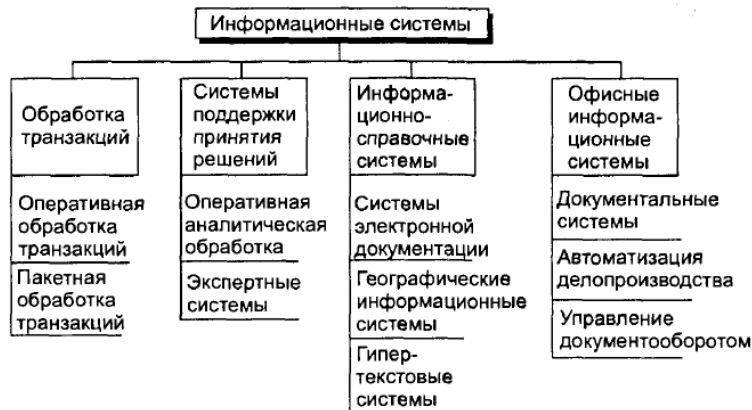 Информационные системы
Обработка
транзакций
Оперативная
обработка
транзакций
Пакетная
обработка
транзакций
Системы
поддержки
принятия
решений
Оперативная
аналитическая
обработка
Экспертные
системы
Информа-
ционно-
справочные
системы
Системы
электронной
документации
Географические
информационные
системы
Гипер-
текстовые
системы
Офисные
информа-
ционные
системы
Документальные
системы
Автоматизация
делопроизводства
Управление
документооборотом